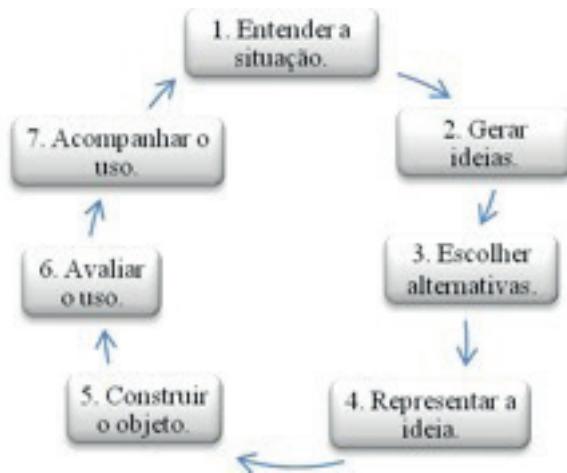 1. Entender a
situação.
2. Gerar
ideias.
3. Escolher
alternativas.
4. Representar a
ideia.
5. Construir
o objeto.
6. Avaliar
o uso.
7. Acompanhar o
uso.